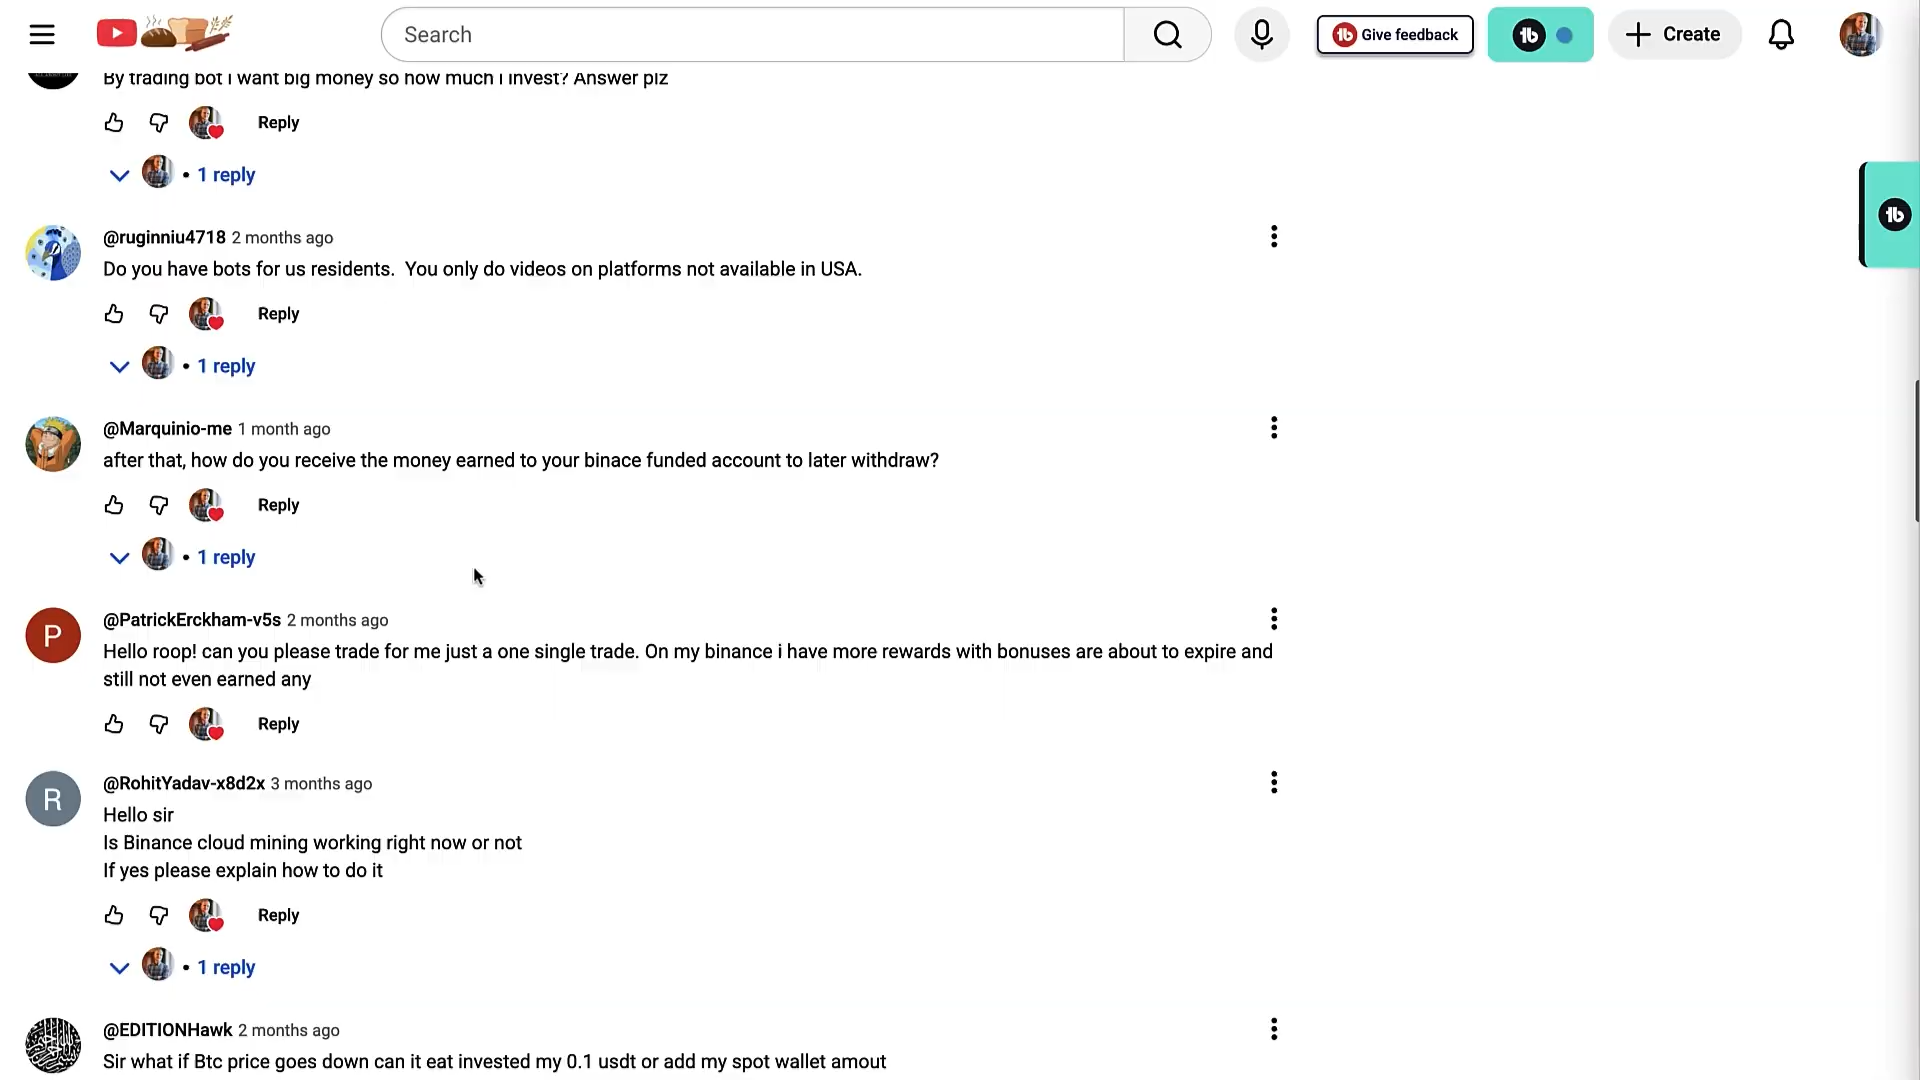 Search
Give feedback
Create
By trading bot i want big money so how much i invest? Answer plz
Reply
• 1 reply
@ruginniu4718 2 months ago
Do you have bots for us residents.  You only do videos on platforms not available in USA.
Reply
• 1 reply
@Marquinio-me 1 month ago
after that, how do you receive the money earned to your binace funded account to later withdraw?
Reply
• 1 reply
P
@PatrickErckham-v5s 2 months ago
Hello roop! can you please trade for me just a one single trade. On my binance i have more rewards with bonuses are about to expire and
still not even earned any
Reply
R
@RohitYadav-x8d2x 3 months ago
Hello sir
Is Binance cloud mining working right now or not
If yes please explain how to do it
Reply
• 1 reply
@EDITIONHawk 2 months ago
Sir what if Btc price goes down can it eat invested my 0.1 usdt or add my spot wallet amout